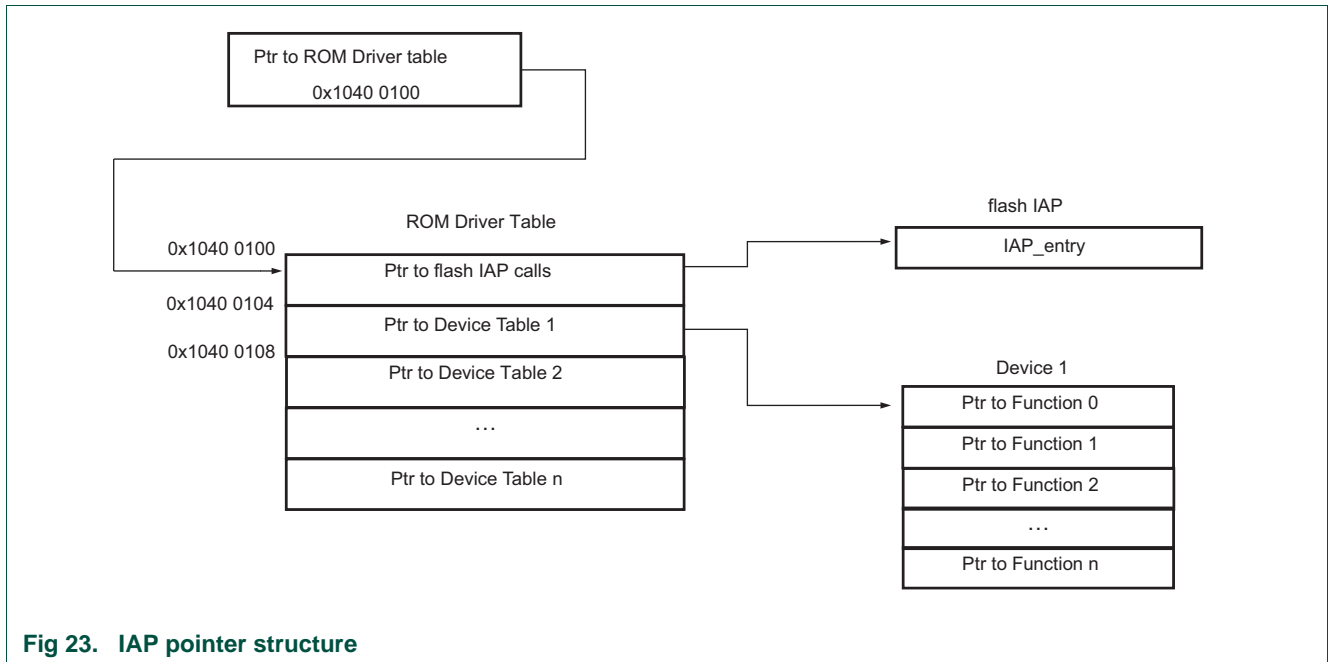 Ptr to ROM Driver table
0x1040 0100
ROM Driver Table
0x1040 0100
Ptr to flash IAP calls
0x1040 0104
Ptr to Device Table 1
0x1040 0108
Ptr to Device Table 2
…
Ptr to Device Table n
flash IAP
IAP_entry
Device 1
Ptr to Function 0
Ptr to Function 1
Ptr to Function 2
…
Ptr to Function n
Fig 23. IAP pointer structure